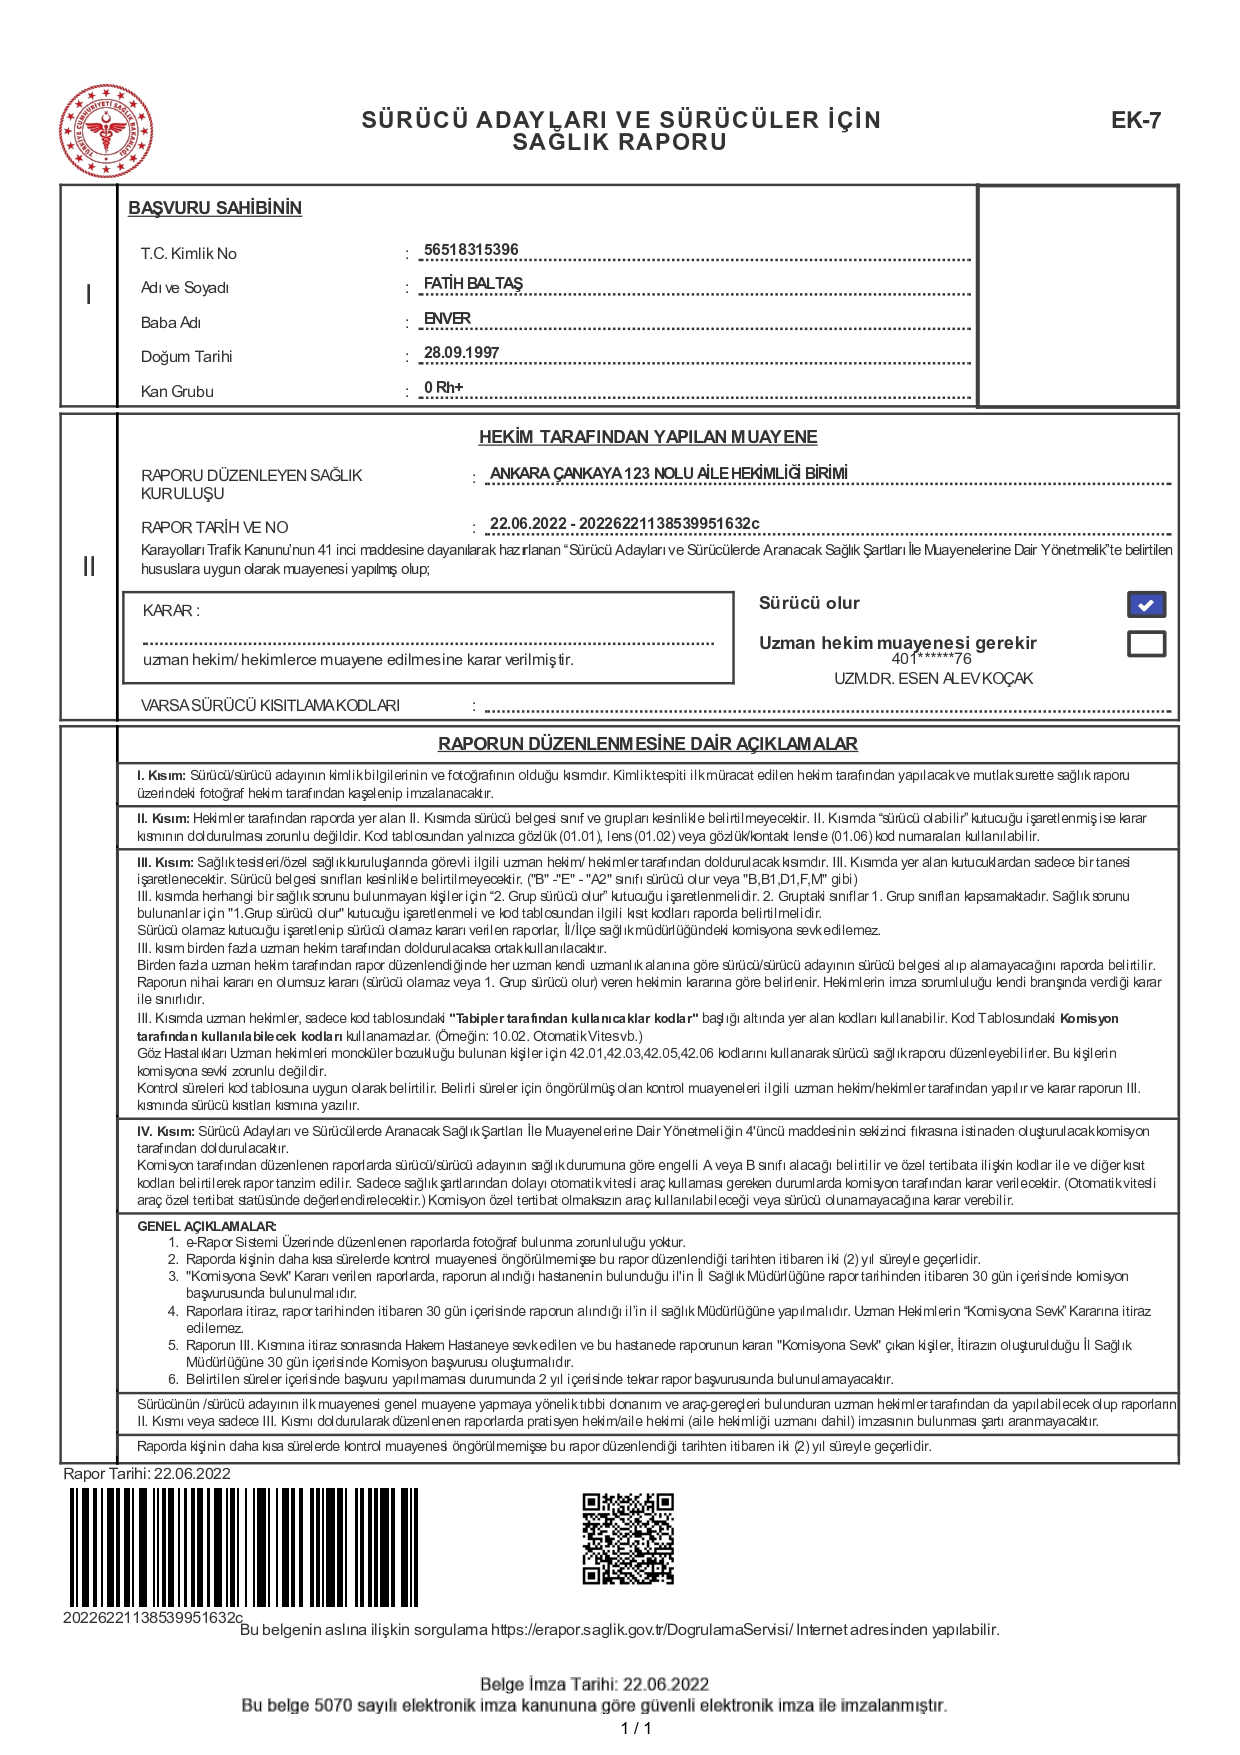 SÜRÜCÜ ADAYLARI VE SÜRÜCÜLER İÇİN
SAĞLIK RAPORU
EK-7
TÜRKİYE CUMHURİYETİ SAĞLIK BAKANLIĞI
I
BAŞVURU SAHİBİNİN
T.C. Kimlik No : 56518315396
Adı ve Soyadı : FATİH BALTAŞ
Baba Adı : ENVER
Doğum Tarihi : 28.09.1997
Kan Grubu : 0 Rh+
II
HEKİM TARAFINDAN YAPILAN MUAYENE
RAPORU DÜZENLEYEN SAĞLIK : ANKARA ÇANKAYA 123 NOLU AİLE HEKİMLİĞİ BİRİMİ
KURULUŞU
RAPOR TARİH VE NO : 22.06.2022 - 20226221138539951632c
Karayolları Trafik Kanunu’nun 41 inci maddesine dayanılarak hazırlanan “Sürücü Adayları ve Sürücülerde Aranacak Sağlık Şartları İle Muayenelerine Dair Yönetmelik”te belirtilen
hususlara uygun olarak muayenesi yapılmış olup;
KARAR :
uzman hekim/ hekimlerce muayene edilmesine karar verilmiştir.
Sürücü olur
Uzman hekim muayenesi gerekir
401******76
UZM.DR. ESEN ALEV KOÇAK
VARSA SÜRÜCÜ KISITLAMA KODLARI :
RAPORUN DÜZENLENMESİNE DAİR AÇIKLAMALAR
I. Kısım: Sürücü/sürücü adayının kimlik bilgilerinin ve fotoğrafının olduğu kısımdır. Kimlik tespiti ilk müracat edilen hekim tarafından yapılacak ve mutlak surette sağlık raporu
üzerindeki fotoğraf hekim tarafından kaşelenip imzalanacaktır.
II. Kısım: Hekimler tarafından raporda yer alan II. Kısımda sürücü belgesi sınıf ve grupları kesinlikle belirtilmeyecektir. II. Kısımda “sürücü olabilir” kutucuğu işaretlenmiş ise karar
kısmının doldurulması zorunlu değildir. Kod tablosundan yalnızca gözlük (01.01), lens (01.02) veya gözlük/kontakt lensle (01.06) kod numaraları kullanılabilir.
III. Kısım: Sağlık tesisleri/özel sağlık kuruluşlarında görevli ilgili uzman hekim/ hekimler tarafından doldurulacak kısımdır. III. Kısımda yer alan kutucuklardan sadece bir tanesi
işaretlenecektir. Sürücü belgesi sınıfları kesinlikle belirtilmeyecektir. ("B" -"E" - "A2" sınıfı sürücü olur veya "B,B1,D1,F,M" gibi)
III. kısımda herhangi bir sağlık sorunu bulunmayan kişiler için “2. Grup sürücü olur” kutucuğu işaretlenmelidir. 2. Gruptaki sınıflar 1. Grup sınıfları kapsamaktadır. Sağlık sorunu
bulunanlar için "1.Grup sürücü olur" kutucuğu işaretlenmeli ve kod tablosundan ilgili kısıt kodları raporda belirtilmelidir.
Sürücü olamaz kutucuğu işaretlenip sürücü olamaz kararı verilen raporlar, İl/İlçe sağlık müdürlüğündeki komisyona sevk edilemez.
III. kısım birden fazla uzman hekim tarafından doldurulacaksa ortak kullanılacaktır.
Birden fazla uzman hekim tarafından rapor düzenlendiğinde her uzman kendi uzmanlık alanına göre sürücü/sürücü adayının sürücü belgesi alıp alamayacağını raporda belirtilir.
Raporun nihai kararı en olumsuz kararı (sürücü olamaz veya 1. Grup sürücü olur) veren hekimin kararına göre belirlenir. Hekimlerin imza sorumluluğu kendi branşında verdiği karar
ile sınırlıdır.
III. Kısımda uzman hekimler, sadece kod tablosundaki "Tabipler tarafından kullanıcaklar kodlar" başlığı altında yer alan kodları kullanabilir. Kod Tablosundaki Komisyon
tarafından kullanılabilecek kodları kullanamazlar. (Örneğin: 10.02. Otomatik Vites vb.)
Göz Hastalıkları Uzman hekimleri monoküler bozukluğu bulunan kişiler için 42.01,42.03,42.05,42.06 kodlarını kullanarak sürücü sağlık raporu düzenleyebilirler. Bu kişilerin
komisyona sevki zorunlu değildir.
Kontrol süreleri kod tablosuna uygun olarak belirtilir. Belirli süreler için öngörülmüş olan kontrol muayeneleri ilgili uzman hekim/hekimler tarafından yapılır ve karar raporun III.
kısmında sürücü kısıtları kısmına yazılır.
IV. Kısım: Sürücü Adayları ve Sürücülerde Aranacak Sağlık Şartları İle Muayenelerine Dair Yönetmeliğin 4'üncü maddesinin sekizinci fıkrasına istinaden oluşturulacak komisyon
tarafından doldurulacaktır.
Komisyon tarafından düzenlenen raporlarda sürücü/sürücü adayının sağlık durumuna göre engelli A veya B sınıfı alacağı belirtilir ve özel tertibata ilişkin kodlar ile ve diğer kısıt
kodları belirtilerek rapor tanzim edilir. Sadece sağlık şartlarından dolayı otomatik vitesli araç kullaması gereken durumlarda komisyon tarafından karar verilecektir. (Otomatik vitesli
araç özel tertibat statüsünde değerlendirelecektir.) Komisyon özel tertibat olmaksızın araç kullanılabileceği veya sürücü olunamayacağına karar verebilir.
GENEL AÇIKLAMALAR:
1. e-Rapor Sistemi Üzerinde düzenlenen raporlarda fotoğraf bulunma zorunluluğu yoktur.
2. Raporda kişinin daha kısa sürelerde kontrol muayenesi öngörülmemişse bu rapor düzenlendiği tarihten itibaren iki (2) yıl süreyle geçerlidir.
3. "Komisyona Sevk" Kararı verilen raporlarda, raporun alındığı hastanenin bulunduğu il'in İl Sağlık Müdürlüğüne rapor tarihinden itibaren 30 gün içerisinde komisyon
başvurusunda bulunulmalıdır.
4. Raporlara itiraz, rapor tarihinden itibaren 30 gün içerisinde raporun alındığı il’in il sağlık Müdürlüğüne yapılmalıdır. Uzman Hekimlerin “Komisyona Sevk” Kararına itiraz
edilemez.
5. Raporun III. Kısmına itiraz sonrasında Hakem Hastaneye sevk edilen ve bu hastanede raporunun kararı "Komisyona Sevk" çıkan kişiler, İtirazın oluşturulduğu İl Sağlık
Müdürlüğüne 30 gün içerisinde Komisyon başvurusu oluşturmalıdır.
6. Belirtilen süreler içerisinde başvuru yapılmaması durumunda 2 yıl içerisinde tekrar rapor başvurusunda bulunulamayacaktır.
Sürücünün /sürücü adayının ilk muayenesi genel muayene yapmaya yönelik tıbbi donanım ve araç-gereçleri bulunduran uzman hekimler tarafından da yapılabilecek olup raporların
II. Kısmı veya sadece III. Kısmı doldurularak düzenlenen raporlarda pratisyen hekim/aile hekimi (aile hekimliği uzmanı dahil) imzasının bulunması şartı aranmayacaktır.
Raporda kişinin daha kısa sürelerde kontrol muayenesi öngörülmemişse bu rapor düzenlendiği tarihten itibaren iki (2) yıl süreyle geçerlidir.
Rapor Tarihi: 22.06.2022
20226221138539951632c
Bu belgenin aslına ilişkin sorgulama https://erapor.saglik.gov.tr/DogrulamaServisi/ Internet adresinden yapılabilir.
Belge İmza Tarihi: 22.06.2022
Bu belge 5070 sayılı elektronik imza kanununa göre güvenli elektronik imza ile imzalanmıştır.
1 / 1